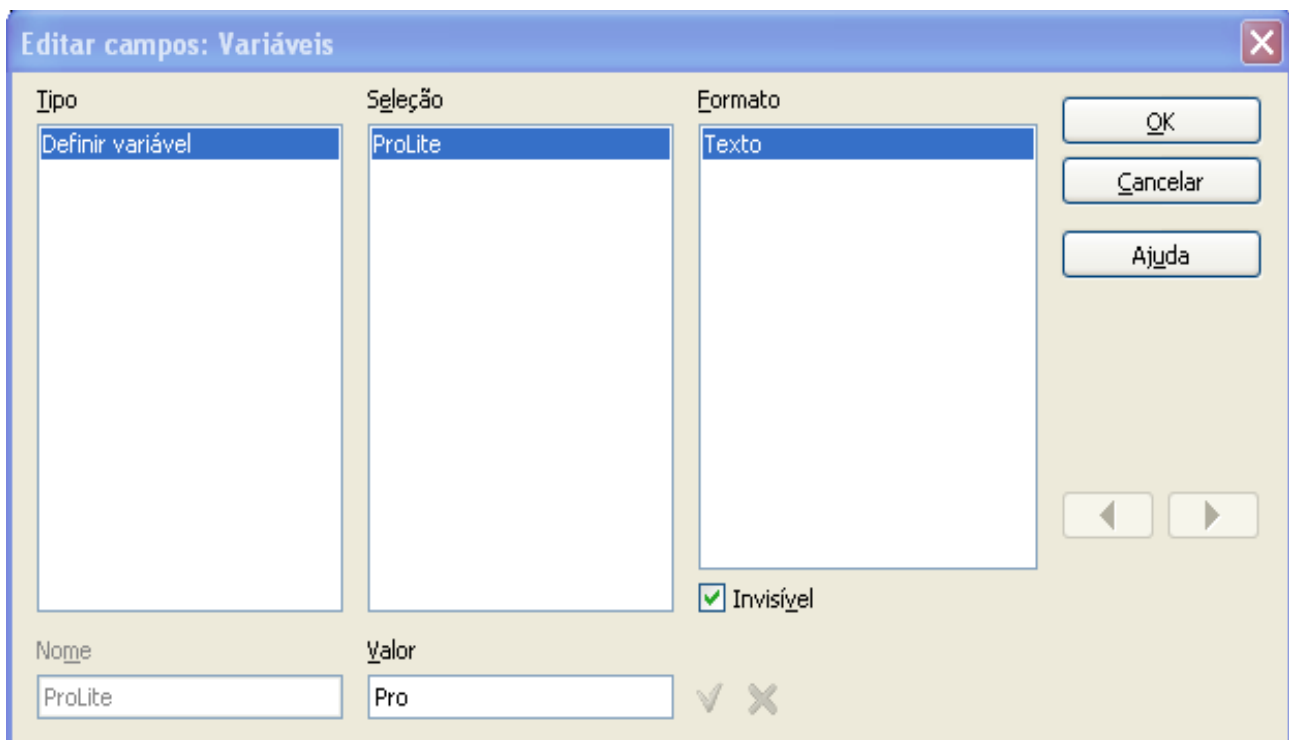 Editar campos: Variáveis
Tipo
Seleção
Formato
Definir variável
ProLite
Texto
OK
Cancelar
Ajuda
Invisível
Nome
Valor
ProLite
Pro